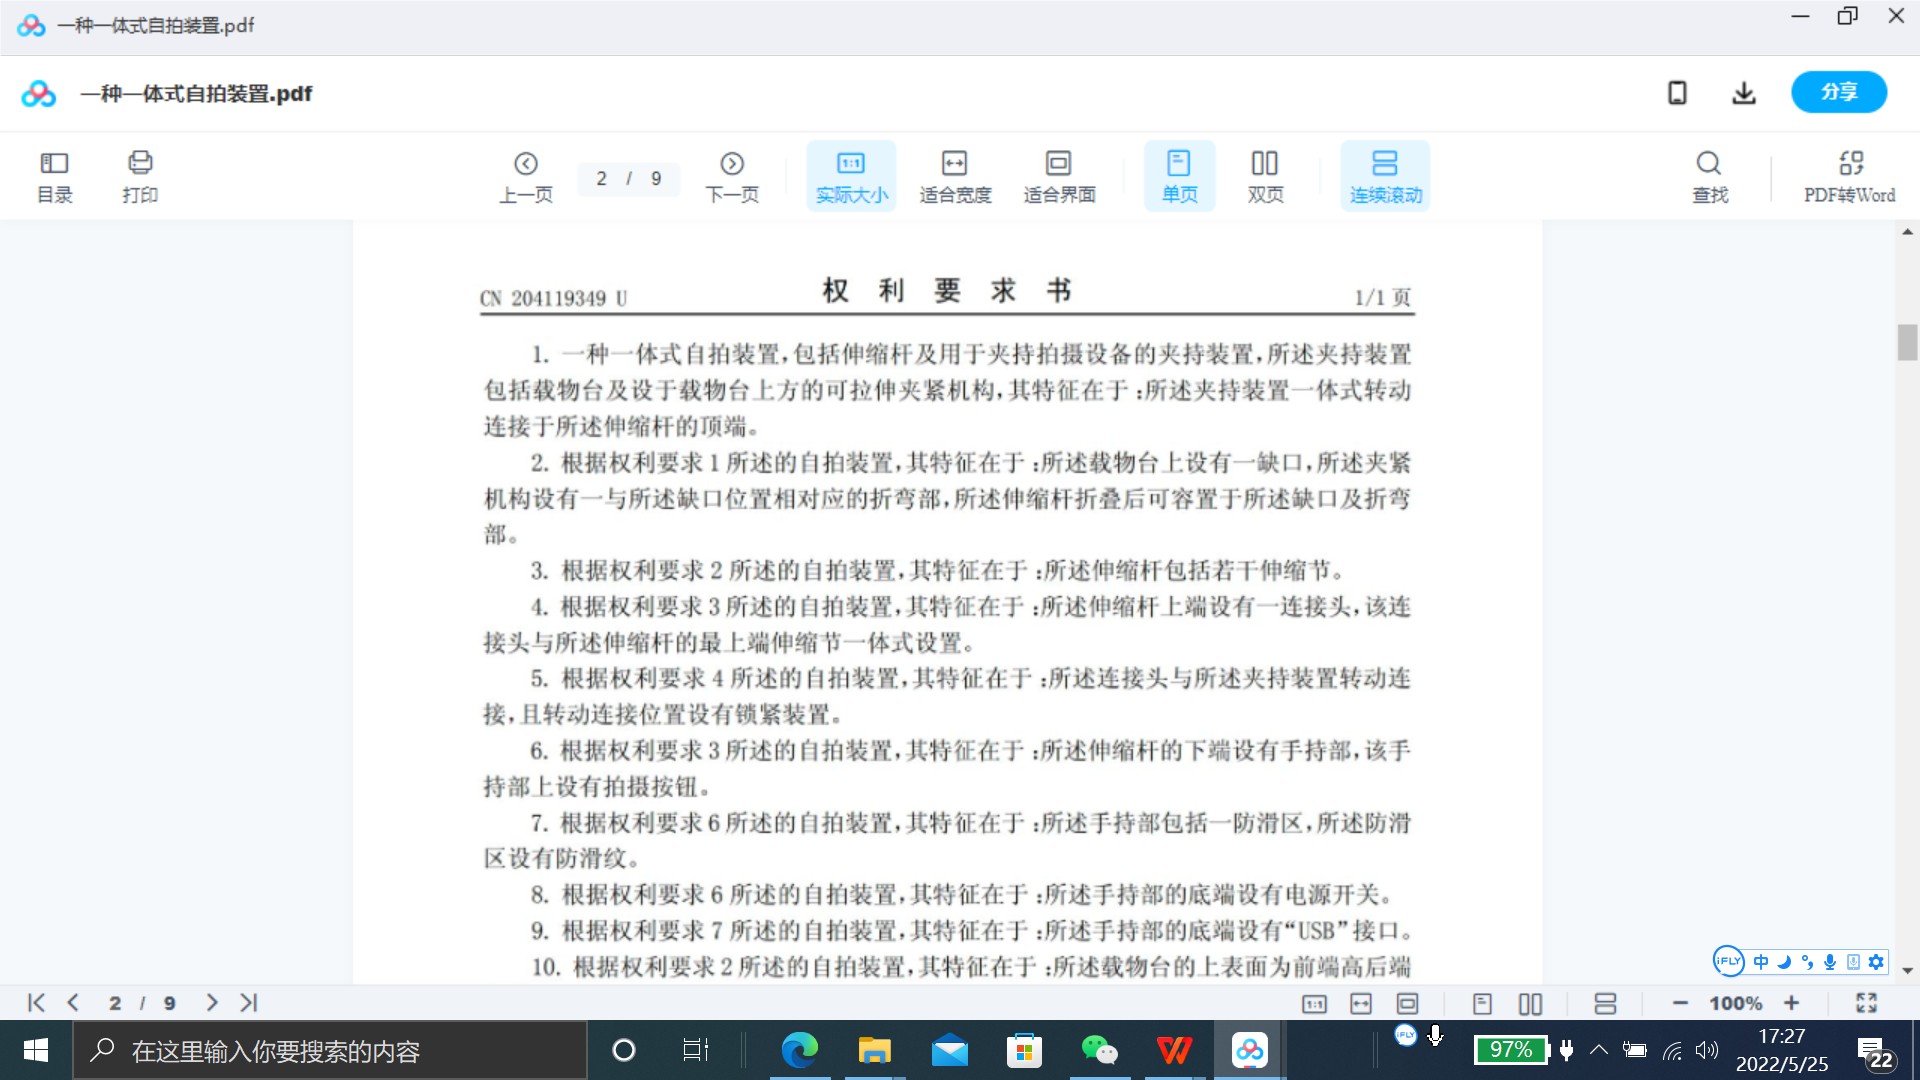 一种一体式自拍装置.pdf
一种一体式自拍装置.pdf
分享
目录
打印
上一页
2 / 9
下一页
实际大小
适合宽度
适合界面
单页
双页
连续滚动
查找
PDF转Word
CN 204119349 U
权 利 要 求 书
1/1 页
1. 一种一体式自拍装置,包括伸缩杆及用于夹持拍摄设备的夹持装置,所述夹持装置
包括载物台及设于载物台上方的可拉伸夹紧机构,其特征在于:所述夹持装置一体式转动
连接于所述伸缩杆的顶端。
2. 根据权利要求1所述的自拍装置,其特征在于:所述载物台上设有一缺口,所述夹紧
机构设有一与所述缺口位置相对应的折弯部,所述伸缩杆折叠后可容置于所述缺口及折弯
部。
3. 根据权利要求2所述的自拍装置,其特征在于:所述伸缩杆包括若干伸缩节。
4. 根据权利要求3所述的自拍装置,其特征在于:所述伸缩杆上端设有一连接头,该连
接头与所述伸缩杆的最上端伸缩节一体式设置。
5. 根据权利要求4所述的自拍装置,其特征在于:所述连接头与所述夹持装置转动连
接,且转动连接位置设有锁紧装置。
6. 根据权利要求3所述的自拍装置,其特征在于:所述伸缩杆的下端设有手持部,该手
持部上设有拍摄按钮。
7. 根据权利要求6所述的自拍装置,其特征在于:所述手持部包括一防滑区,所述防滑
区设有防滑纹。
8. 根据权利要求6所述的自拍装置,其特征在于:所述手持部的底端设有电源开关。
9. 根据权利要求7所述的自拍装置,其特征在于:所述手持部的底端设有“USB”接口。
10. 根据权利要求2所述的自拍装置,其特征在于:所述载物台的上表面为前端高后端
iFLY 中
2 / 9
1:1
100%
在这里输入你要搜索的内容
iFLY
97%
17:27
2022/5/25
22